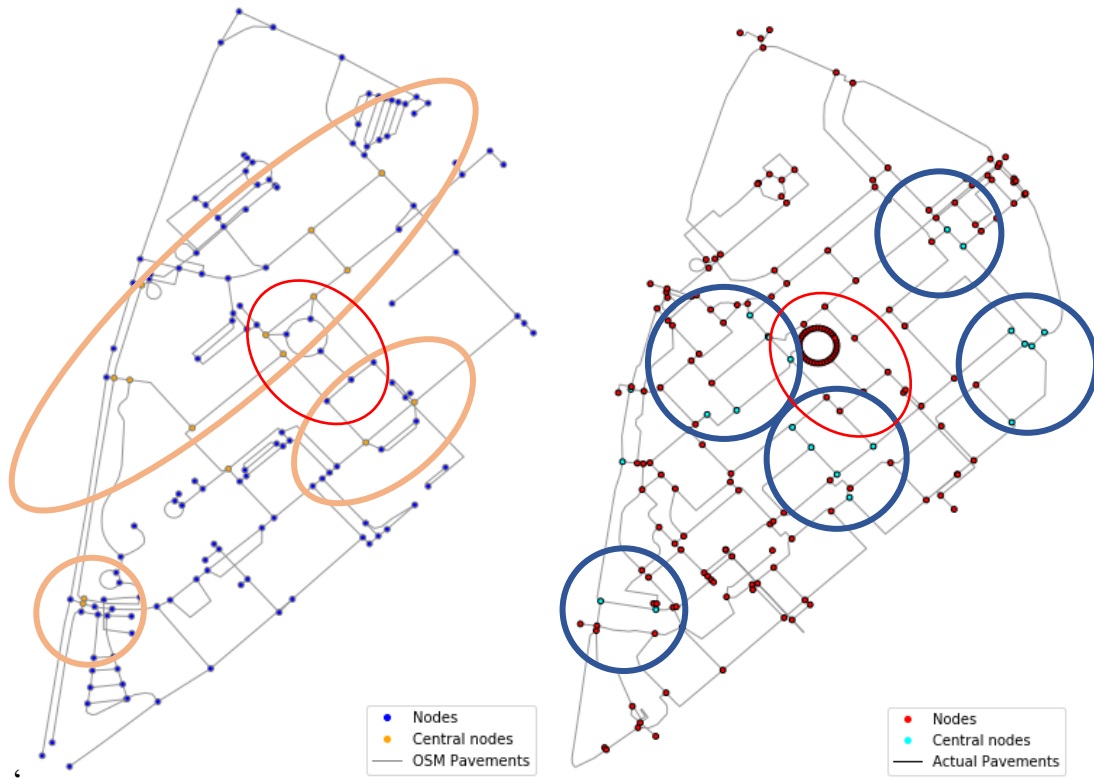 Nodes
Central nodes
OSM Pavements
Nodes
Central nodes
Actual Pavements
‘